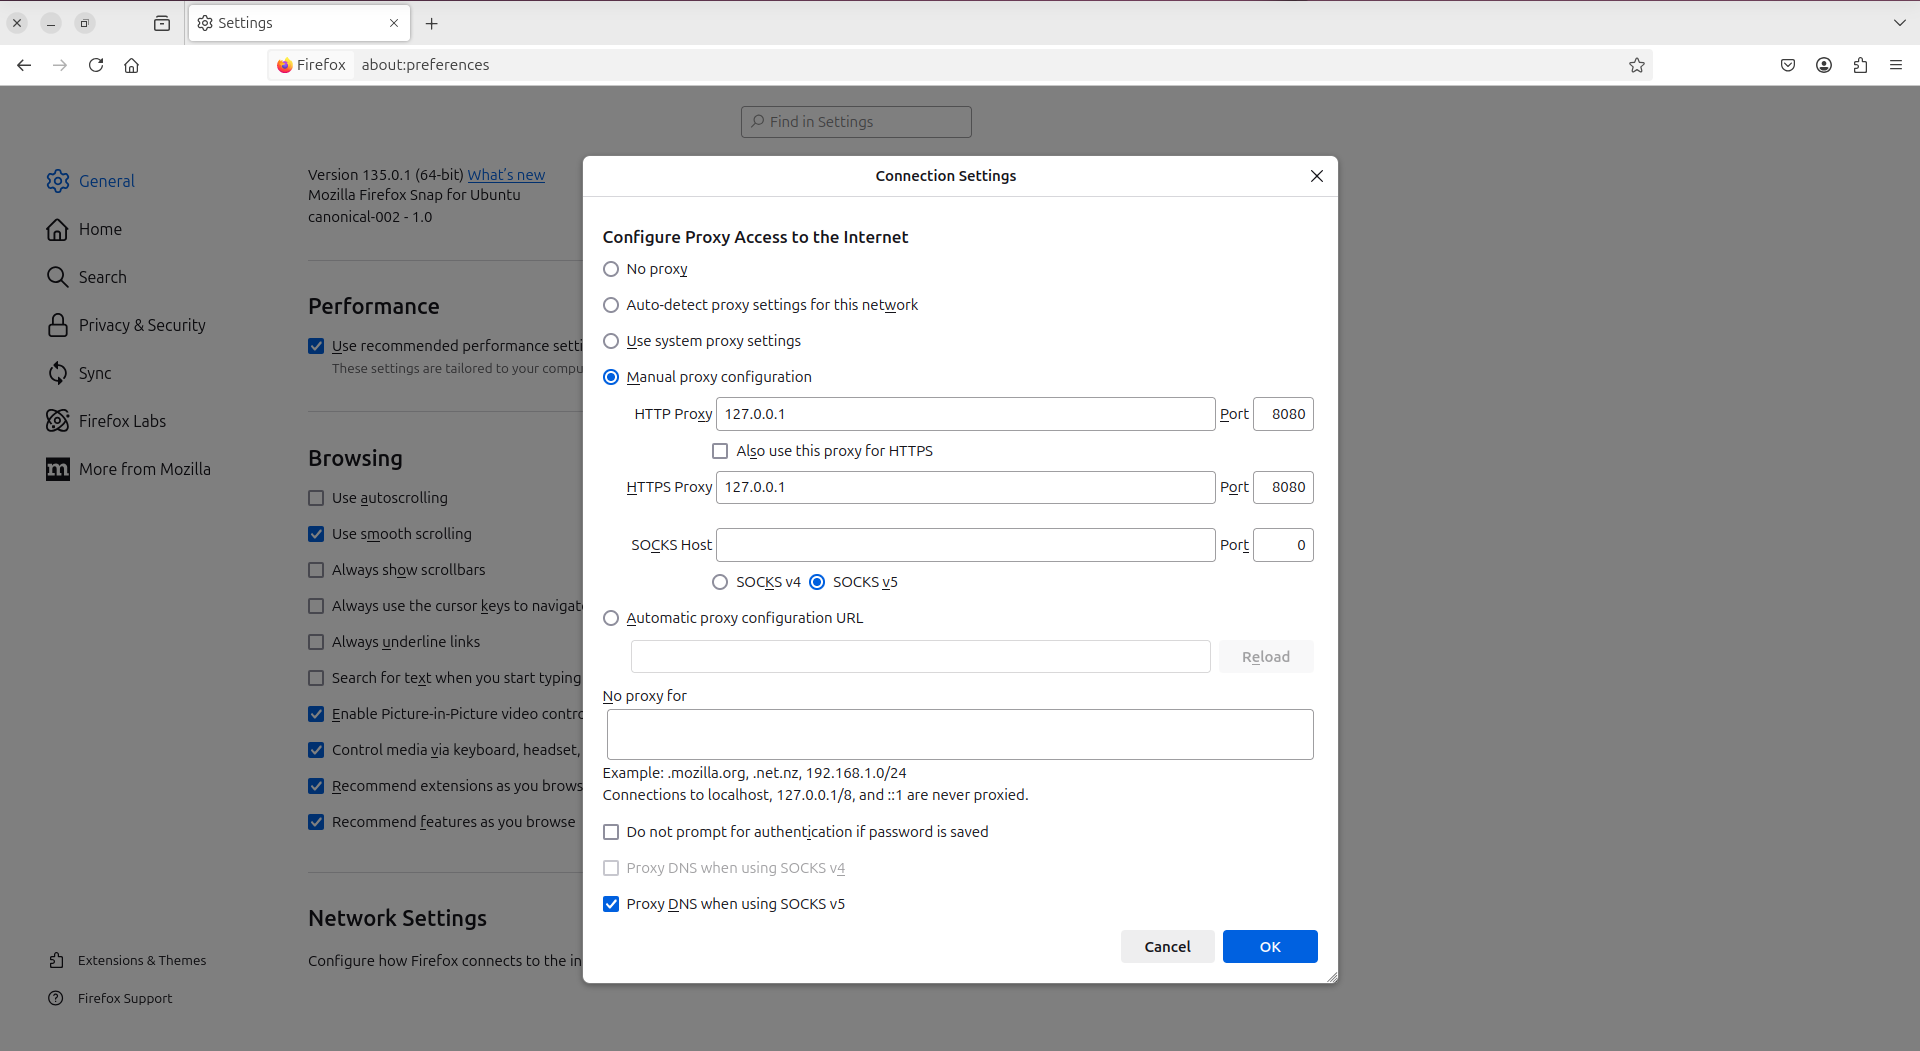 Settings
Firefox about:preferences
Find in Settings
General
Home
Search
Privacy & Security
Sync
Firefox Labs
More from Mozilla
Extensions & Themes
Firefox Support
Version 135.0.1 (64-bit) What's new
Mozilla Firefox Snap for Ubuntu
canonical-002 - 1.0
Performance
Use recommended performance setti
These settings are tailored to your compu
Browsing
Use autoscrolling
Use smooth scrolling
Always show scrollbars
Always use the cursor keys to navigate
Always underline links
Search for text when you start typing
Enable Picture-in-Picture video contro
Control media via keyboard, headset,
Recommend extensions as you brows
Recommend features as you browse
Network Settings
Configure how Firefox connects to the in
Connection Settings
Configure Proxy Access to the Internet
No proxy
Auto-detect proxy settings for this network
Use system proxy settings
Manual proxy configuration
HTTP Proxy 127.0.0.1 Port 8080
Also use this proxy for HTTPS
HTTPS Proxy 127.0.0.1 Port 8080
SOCKS Host Port 0
SOCKS v4 SOCKS v5
Automatic proxy configuration URL
Reload
No proxy for
Example: .mozilla.org, .net.nz, 192.168.1.0/24
Connections to localhost, 127.0.0.1/8, and ::1 are never proxied.
Do not prompt for authentication if password is saved
Proxy DNS when using SOCKS v4
Proxy DNS when using SOCKS v5
Cancel OK